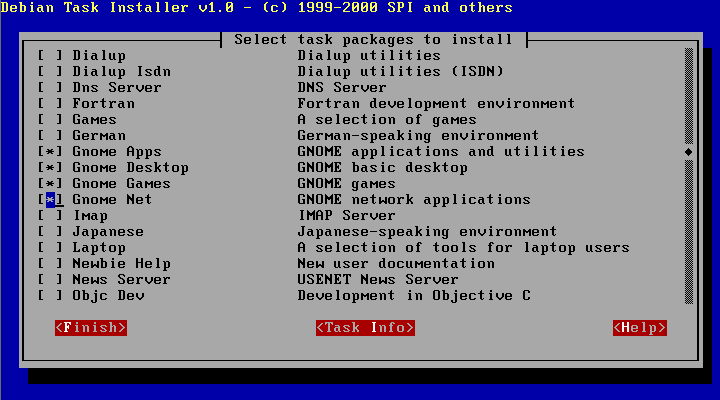 Debian Task Installer v1.0 - (c) 1999-2000 SPI and others
Select task packages to install
[ ] Dialup Dialup utilities
[ ] Dialup Isdn Dialup utilities (ISDN)
[ ] Dns Server DNS Server
[ ] Fortran Fortran development environment
[ ] Games A selection of games
[ ] German German-speaking environment
[*] Gnome Apps GNOME applications and utilities
[*] Gnome Desktop GNOME basic desktop
[*] Gnome Games GNOME games
[*] Gnome Net GNOME network applications
[ ] Imap IMAP Server
[ ] Japanese Japanese-speaking environment
[ ] Laptop A selection of tools for laptop users
[ ] Newbie Help New user documentation
[ ] News Server USENET News Server
[ ] Objc Dev Development in Objective C
<Finish> <Task Info> <Help>